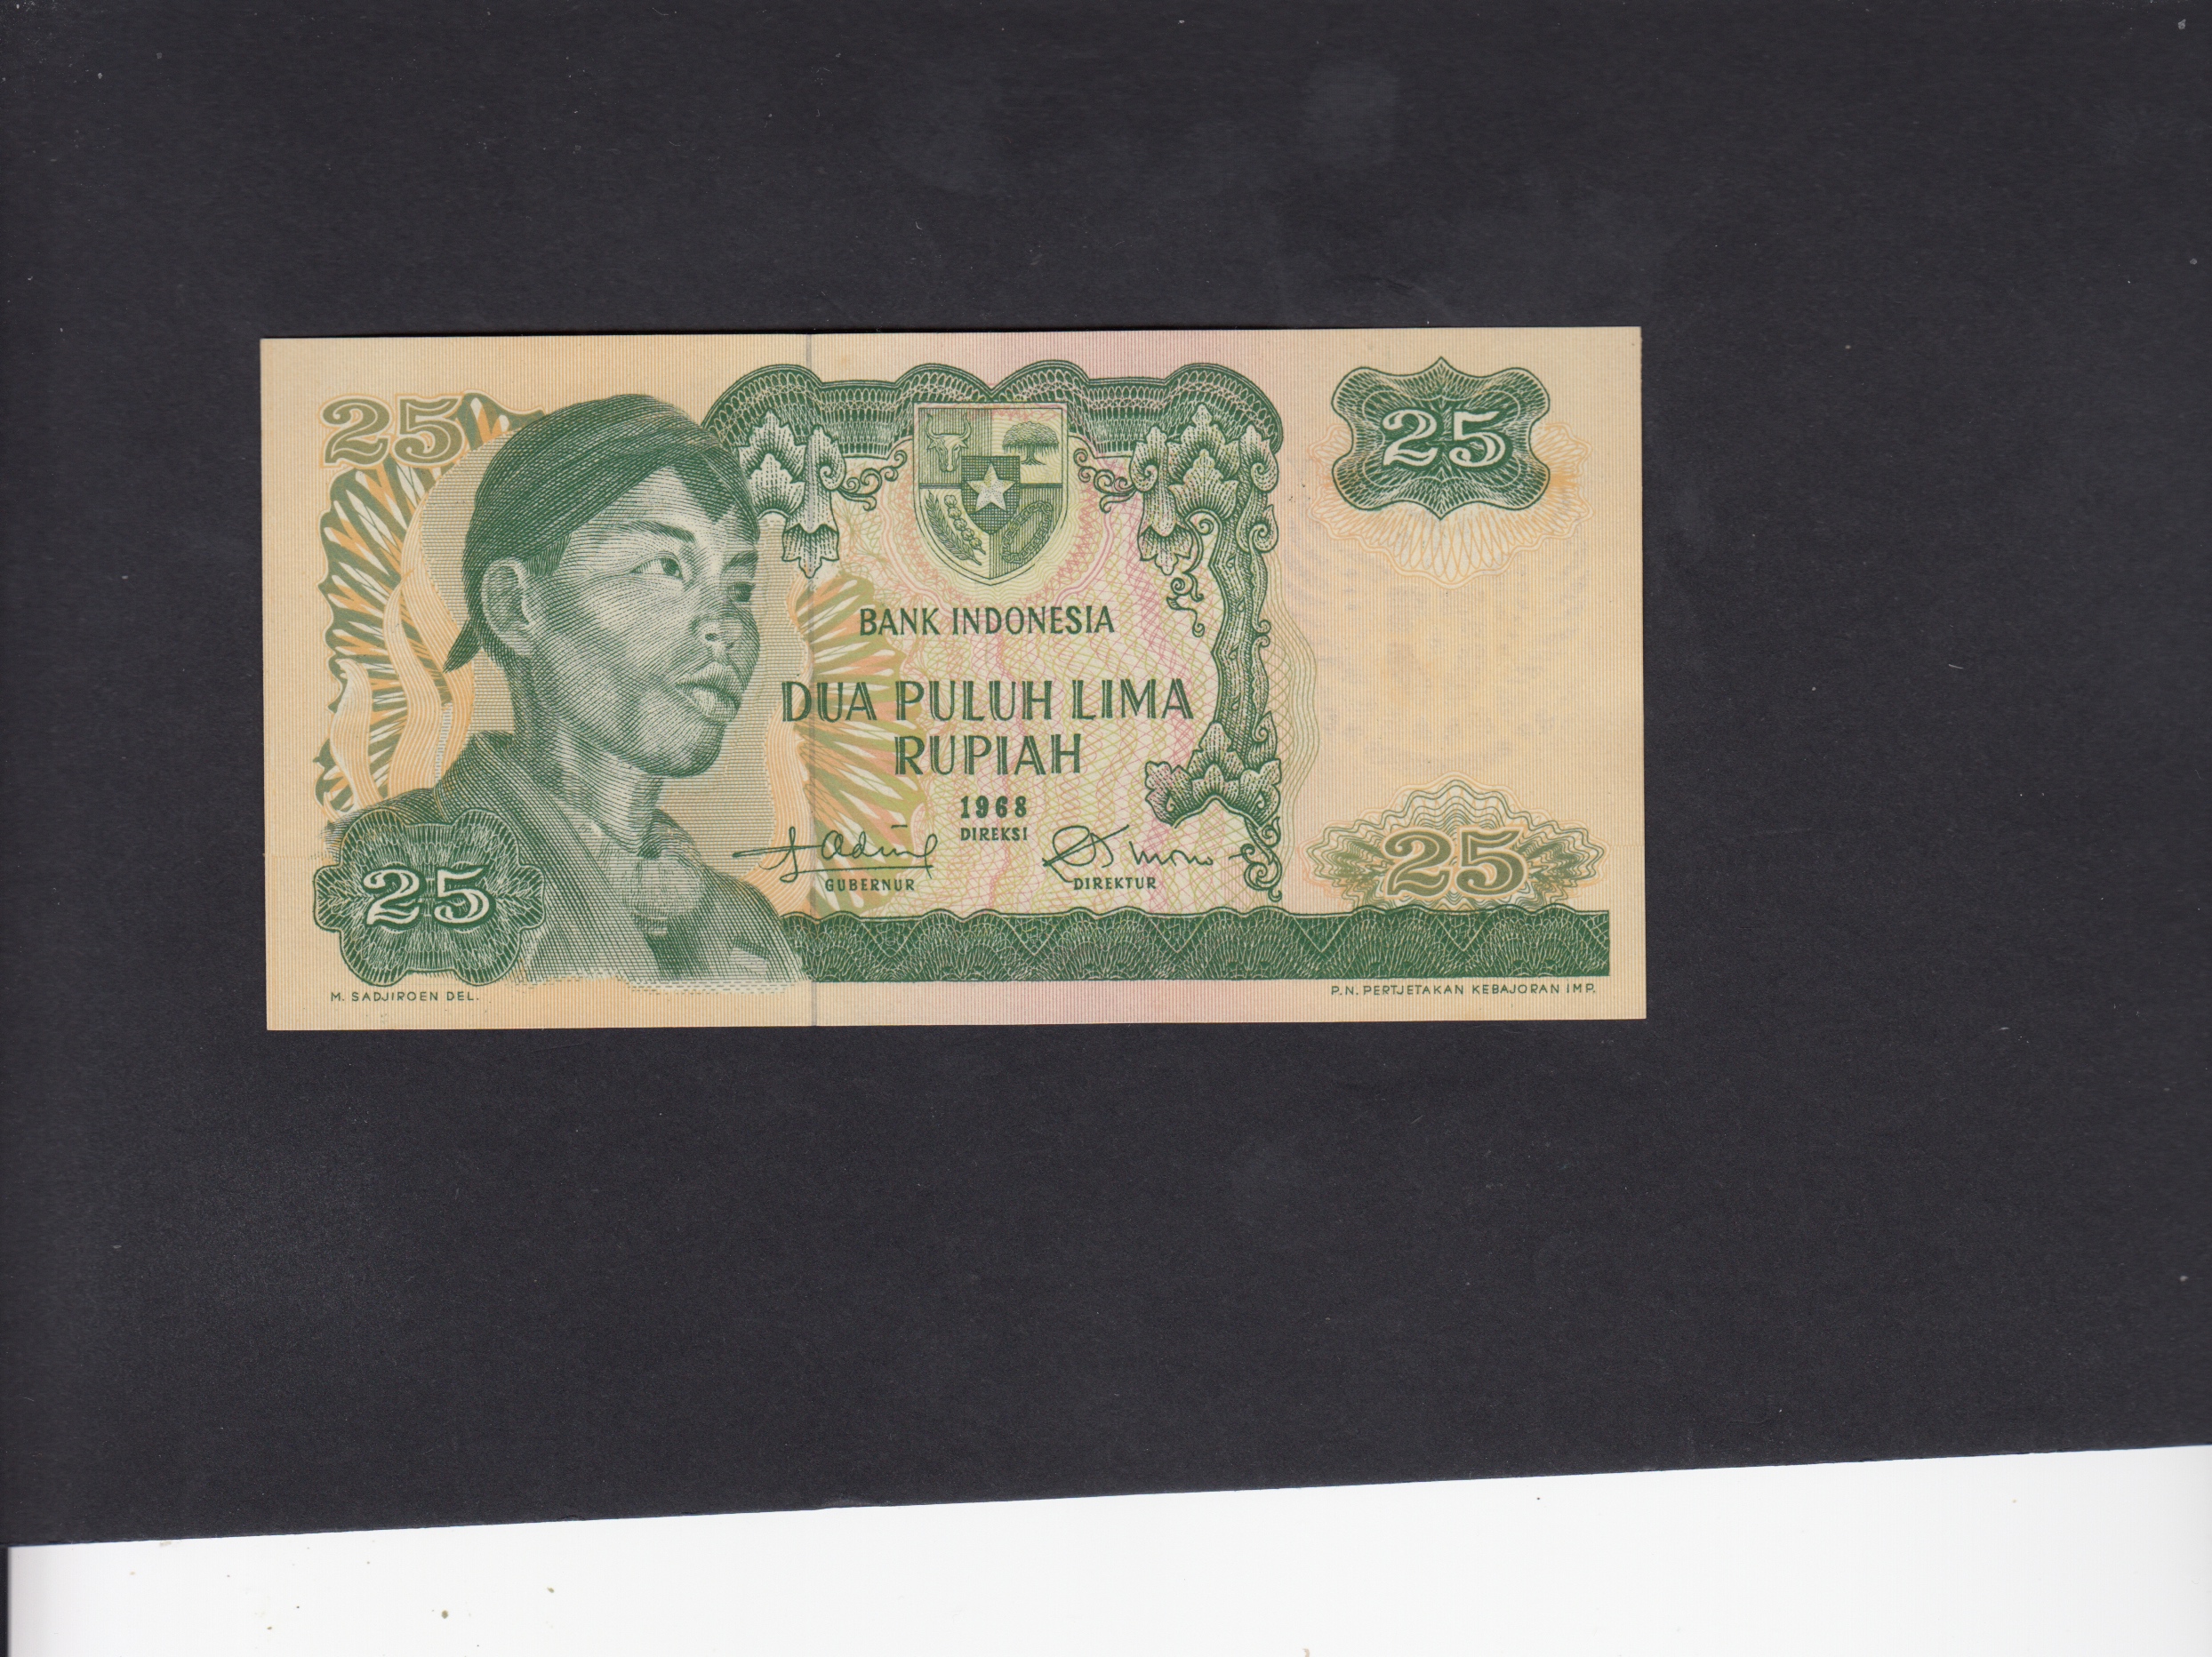 25
25
BANK INDONESIA
DUA PULUH LIMA
RUPIAH
1968
DIREKSI
GUBERNUR
DIREKTUR
25
25
M. SADJIROEN DEL.
P.N. PERTJETAKAN KEBAJORAN IMP.